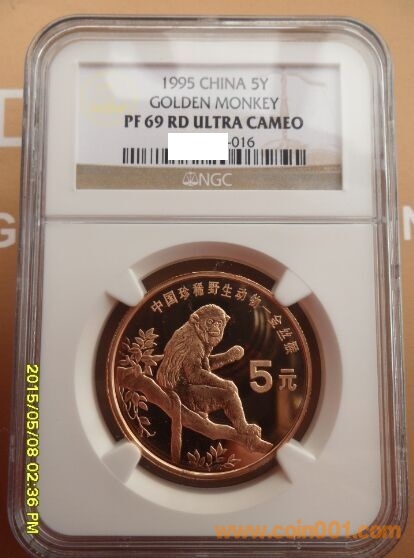 1995 CHINA 5Y
GOLDEN MONKEY
PF 69 RD ULTRA CAMEO
-016
NGC
中国珍稀野生动物—金丝猴
5元
2015/05/08 02:36 PM
www.coin001.com